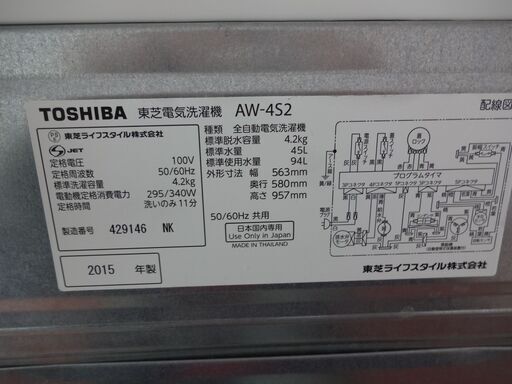 TOSHIBA 東芝電気洗濯機 AW-4S2
配線図
PS E
JET
東芝ライフスタイル株式会社
定格電圧 100V
定格周波数 50/60Hz
標準洗濯容量 4.2kg
電動機定格消費電力 295/340W
定格時間 洗いのみ 11分
製造番号 429146 NK
2015 年製
種類 全自動電気洗濯機
標準脱水容量 4.2kg
標準水量 45L
標準使用水量 94L
外形寸法 幅 563mm
奥行 580mm
高さ 957mm
50/60Hz 共用
日本国内専用
Use Only in Japan
MADE IN THAILAND
プログラムタイマ
東芝ライフスタイル株式会社